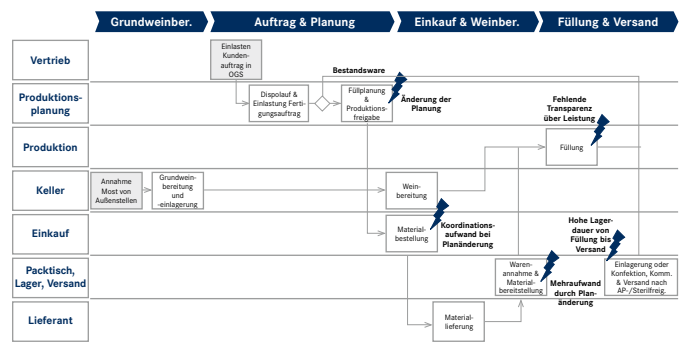 Grundweinber.
Auftrag & Planung
Einkauf & Weinber.
Füllung & Versand
Vertrieb
Einlasten
Kunden-
auftrag in
OGS
Bestandsware
Produktions-
planung
Dispolauf &
Einlastung Ferti-
gungsauftrag
Füllplanung
&
Produktions-
freigabe
Änderung der
Planung
Fehlende
Transparenz
über Leistung
Produktion
Füllung
Keller
Annahme
Most von
Außenstellen
Grundwein-
bereitung
und
-einlagerung
Wein-
bereitung
Einkauf
Material-
bestellung
Koordinations-
aufwand bei
Planänderung
Hohe Lager-
dauer von
Füllung bis
Versand
Packtisch,
Lager, Versand
Waren-
annahme &
Material-
bereitstellung
Mehraufwand
durch Plan-
änderung
Einlagerung oder
Konfektion, Komm.
& Versand nach
AP-/Sterilfreig.
Lieferant
Material-
lieferung